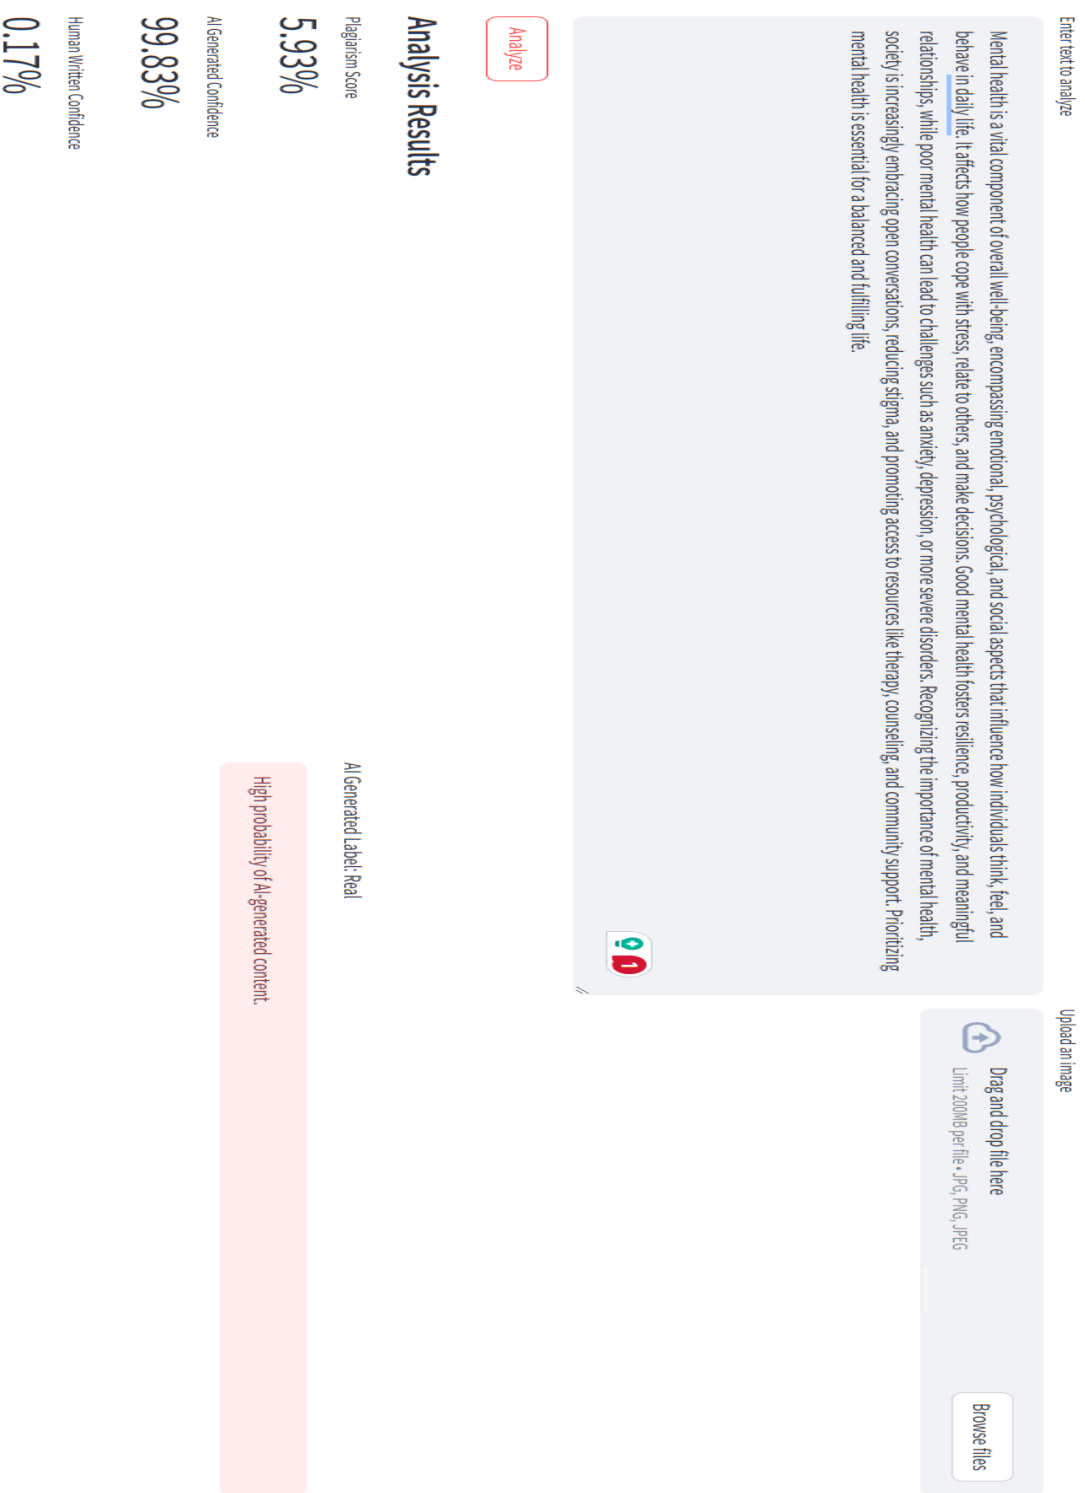 Enter text to analyze
Mental health is a vital component of overall well-being, encompassing emotional, psychological, and social aspects that influence how individuals think, feel, and
behave in daily life. It affects how people cope with stress, relate to others, and make decisions. Good mental health fosters resilience, productivity, and meaningful
relationships, while poor mental health can lead to challenges such as anxiety, depression, or more severe disorders. Recognizing the importance of mental health,
society is increasingly embracing open conversations, reducing stigma, and promoting access to resources like therapy, counseling, and community support. Prioritizing
mental health is essential for a balanced and fulfilling life.
1
Upload an image
Drag and drop file here
Limit 200MB per file • JPG, PNG, JPEG
Browse files
Analyze
Analysis Results
Plagiarism Score
5.93%
AI Generated Confidence
99.83%
Human Written Confidence
0.17%
AI Generated Label: Real
High probability of AI-generated content.